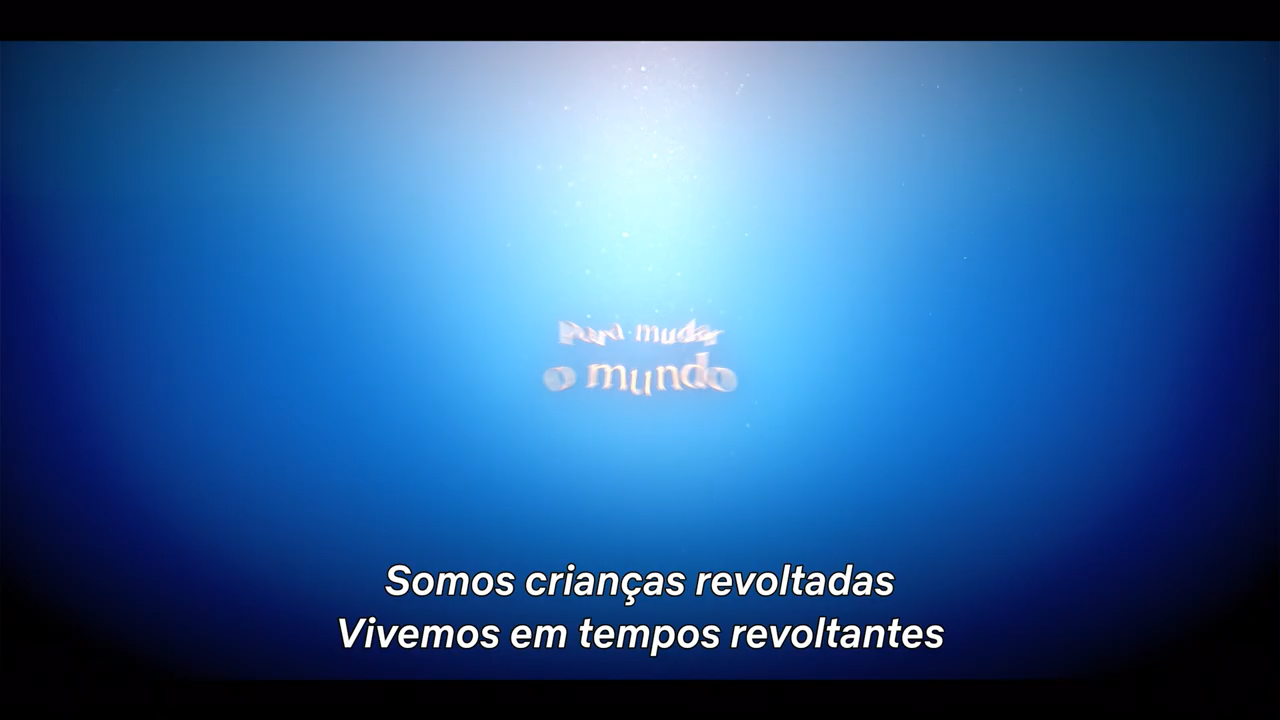 Para mudar
o mundo
Somos crianças revoltadas
Vivemos em tempos revoltantes